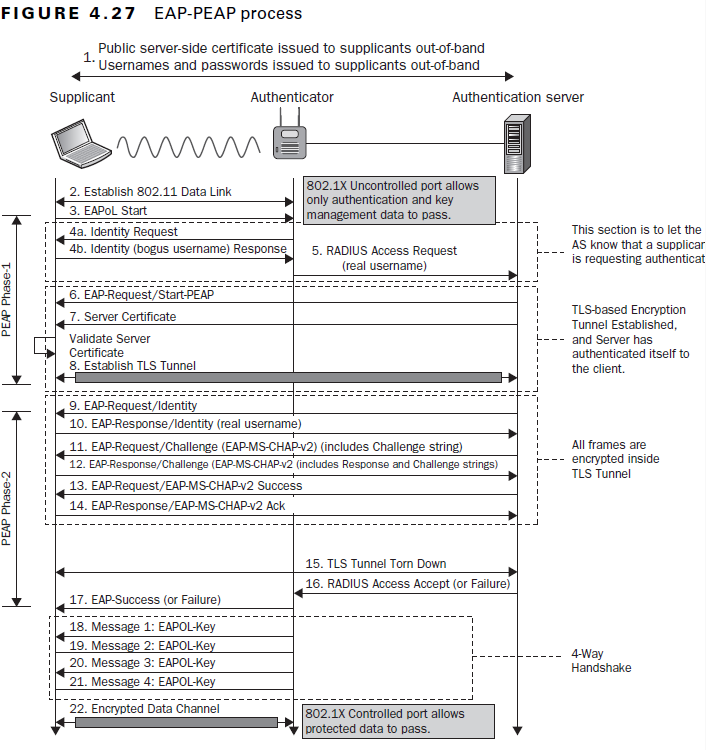 FIGURE 4.27 EAP-PEAP process
1. Public server-side certificate issued to supplicants out-of-band
Usernames and passwords issued to supplicants out-of-band
Supplicant
Authenticator
Authentication server
802.1X Uncontrolled port allows
only authentication and key
management data to pass.
2. Establish 802.11 Data Link
3. EAPoL Start
4a. Identity Request
4b. Identity (bogus username) Response
5. RADIUS Access Request
(real username)
This section is to let the
AS know that a supplicar
is requesting authenticat
PEAP Phase-1
6. EAP-Request/Start-PEAP
7. Server Certificate
Validate Server
Certificate
8. Establish TLS Tunnel
TLS-based Encryption
Tunnel Established,
and Server has
authenticated itself to
the client.
PEAP Phase-2
9. EAP-Request/Identity
10. EAP-Response/Identity (real username)
11. EAP-Request/Challenge (EAP-MS-CHAP-v2) (includes Challenge string)
12. EAP-Response/Challenge (EAP-MS-CHAP-v2 (includes Response and Challenge strings)
13. EAP-Request/EAP-MS-CHAP-v2 Success
14. EAP-Response/EAP-MS-CHAP-v2 Ack
All frames are
encrypted inside
TLS Tunnel
15. TLS Tunnel Torn Down
16. RADIUS Access Accept (or Failure)
17. EAP-Success (or Failure)
18. Message 1: EAPOL-Key
19. Message 2: EAPOL-Key
20. Message 3: EAPOL-Key
21. Message 4: EAPOL-Key
4-Way
Handshake
22. Encrypted Data Channel
802.1X Controlled port allows
protected data to pass.